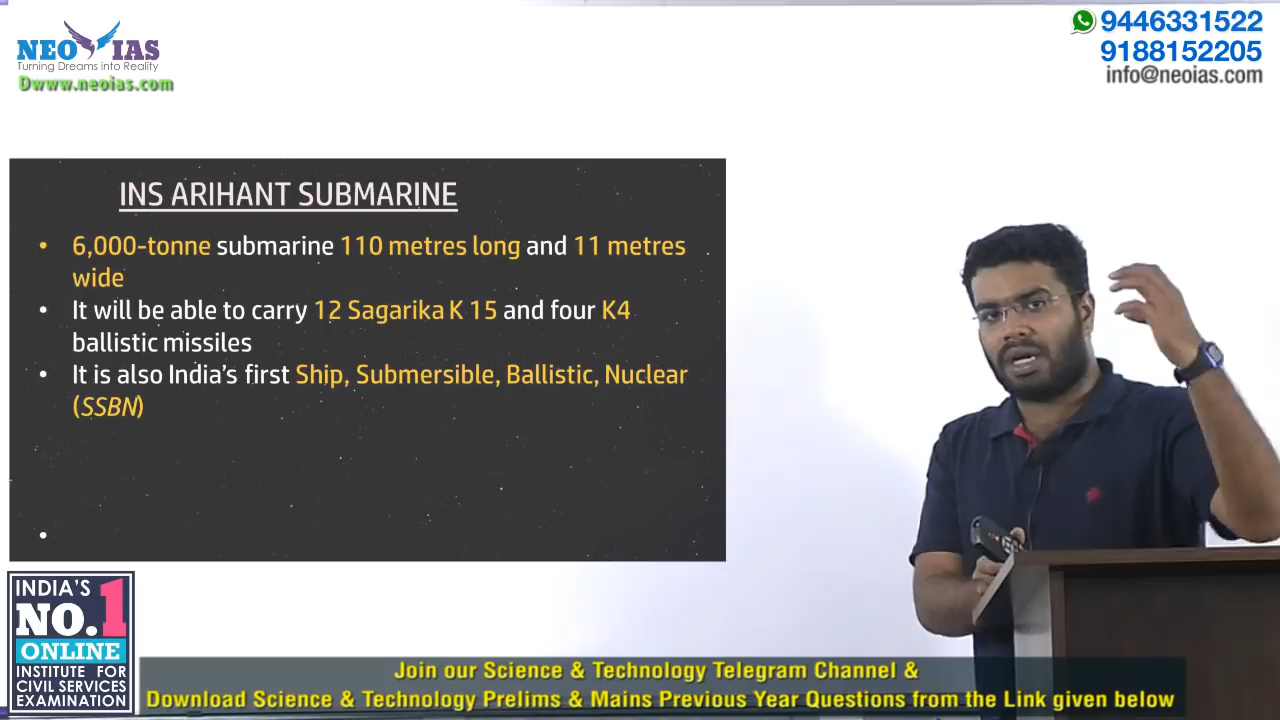 NEO IAS
Turning Dreams into Reality
Dwww.neoias.com
9446331522
9188152205
info@neoias.com
INS ARIHANT SUBMARINE
• 6,000-tonne submarine 110 metres long and 11 metres
wide
• It will be able to carry 12 Sagarika K 15 and four K4
ballistic missiles
• It is also India's first Ship, Submersible, Ballistic, Nuclear
(SSBN)
•
INDIA'S
NO.1
ONLINE
INSTITUTE FOR
CIVIL SERVICES
EXAMINATION
Join our Science & Technology Telegram Channel &
Download Science & Technology Prelims & Mains Previous Year Questions from the Link given below